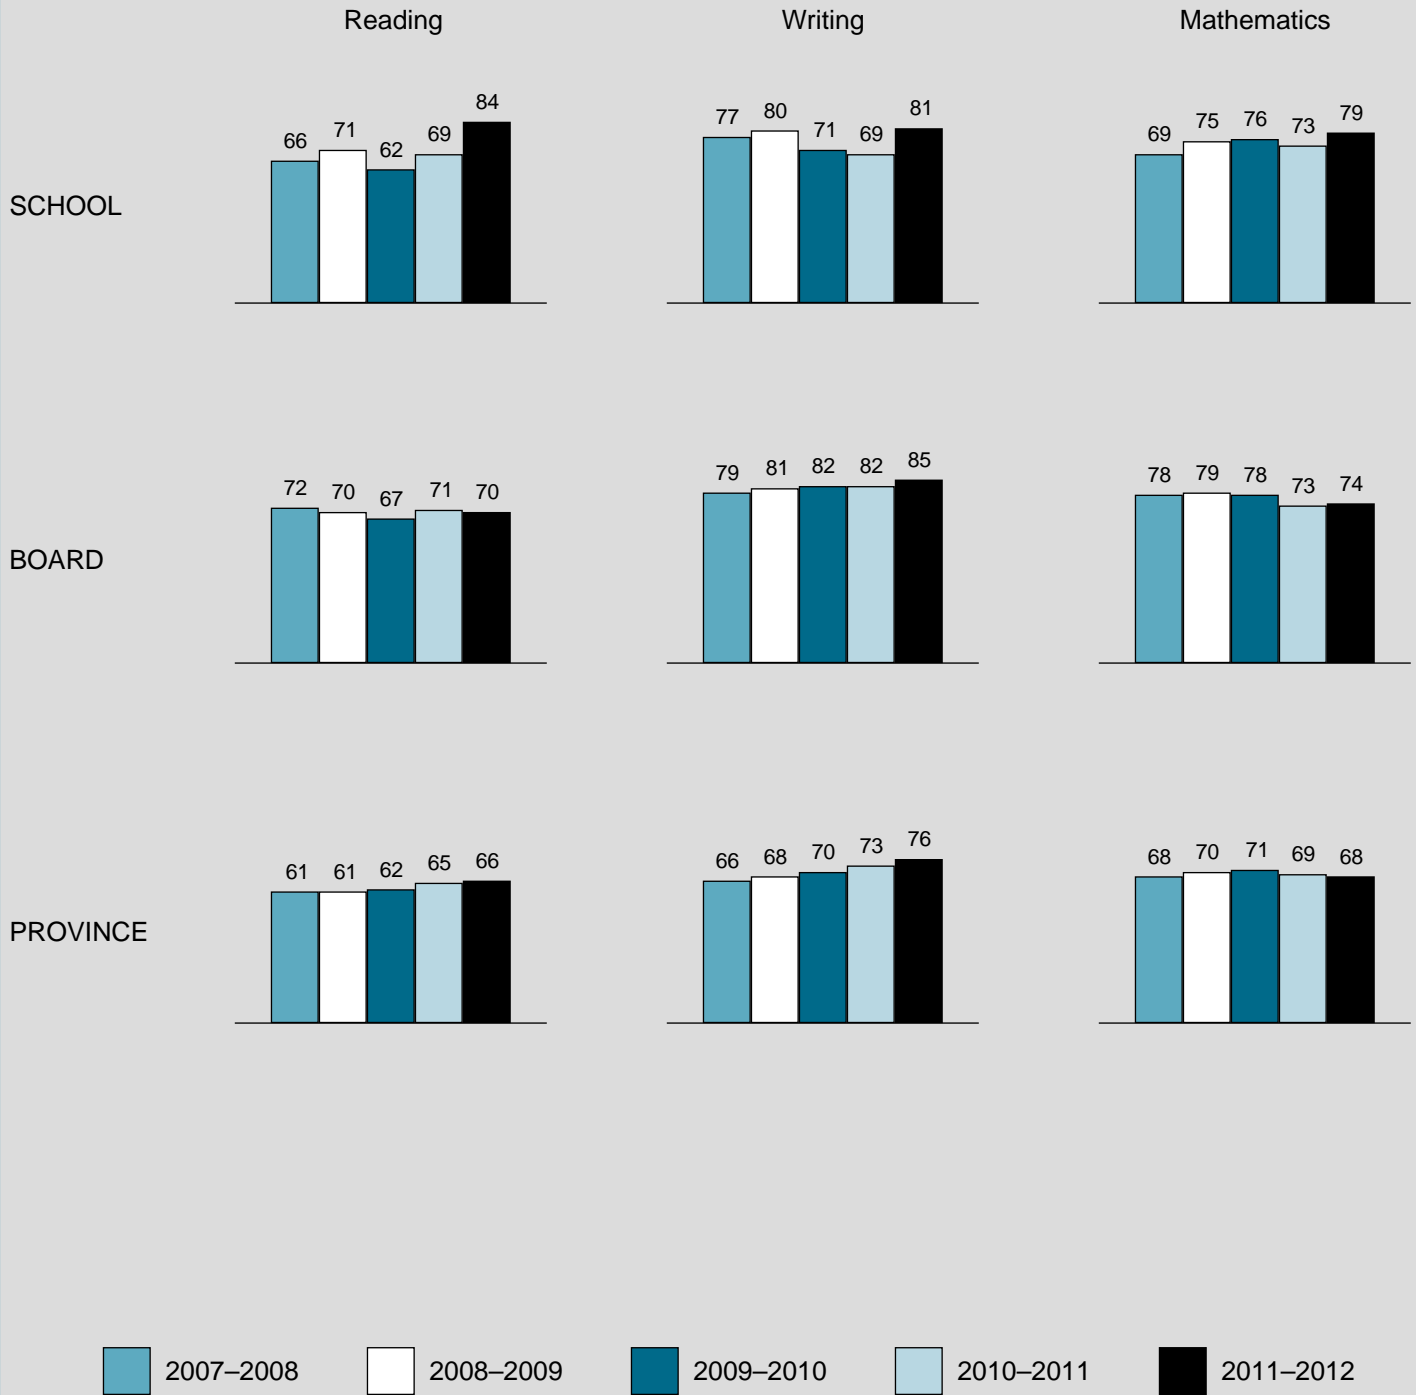 Reading Writing Mathematics
SCHOOL
66 71 62 69 84
77 80 71 69 81
69 75 76 73 79
BOARD
72 70 67 71 70
79 81 82 82 85
78 79 78 73 74
PROVINCE
61 61 62 65 66
66 68 70 73 76
68 70 71 69 68
2007–2008 2008–2009 2009–2010 2010–2011 2011–2012